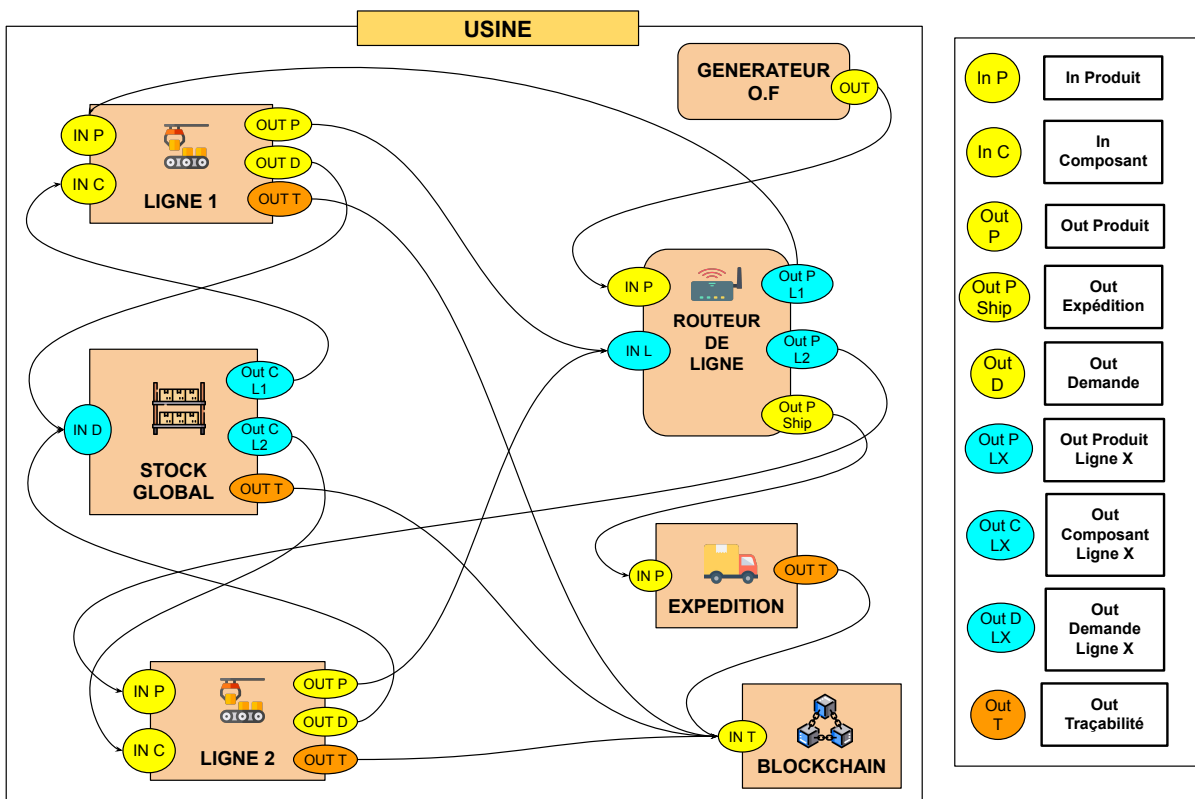 USINE
GENERATEUR
O.F
OUT
IN P
IN C
LIGNE 1
OUT P
OUT D
OUT T
IN P
IN L
ROUTEUR
DE
LIGNE
Out P
L1
Out P
L2
Out P
Ship
IN D
STOCK
GLOBAL
Out C
L1
Out C
L2
OUT T
IN P
EXPEDITION
OUT T
IN P
IN C
LIGNE 2
OUT P
OUT D
OUT T
IN T
BLOCKCHAIN
In P
In Produit
In C
In
Composant
Out
P
Out Produit
Out P
Ship
Out
Expédition
Out
D
Out
Demande
Out P
LX
Out Produit
Ligne X
Out C
LX
Out
Composant
Ligne X
Out D
LX
Out
Demande
Ligne X
Out
T
Out
Traçabilité